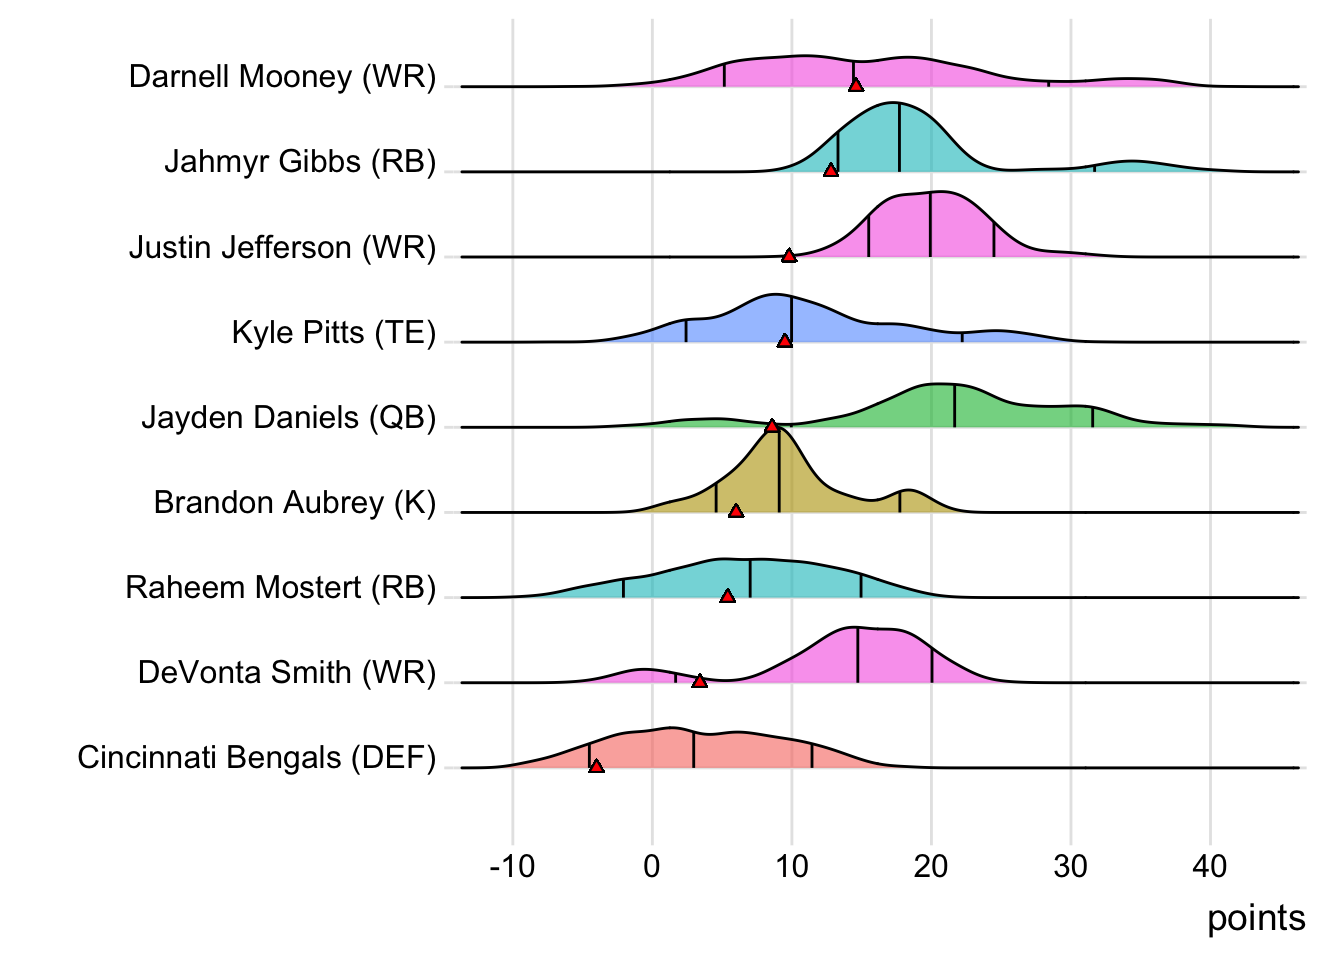 Darnell Mooney (WR)
Jahmyr Gibbs (RB)
Justin Jefferson (WR)
Kyle Pitts (TE)
Jayden Daniels (QB)
Brandon Aubrey (K)
Raheem Mostert (RB)
DeVonta Smith (WR)
Cincinnati Bengals (DEF)
-10 0 10 20 30 40
points